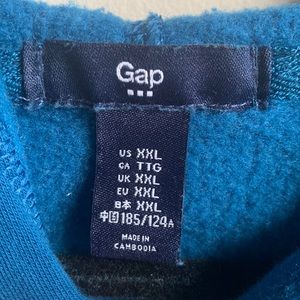 Gap
US XXL
CA TTG
UK XXL
EU XXL
日本 XXL
中国 185/124A
MADE IN
CAMBODIA